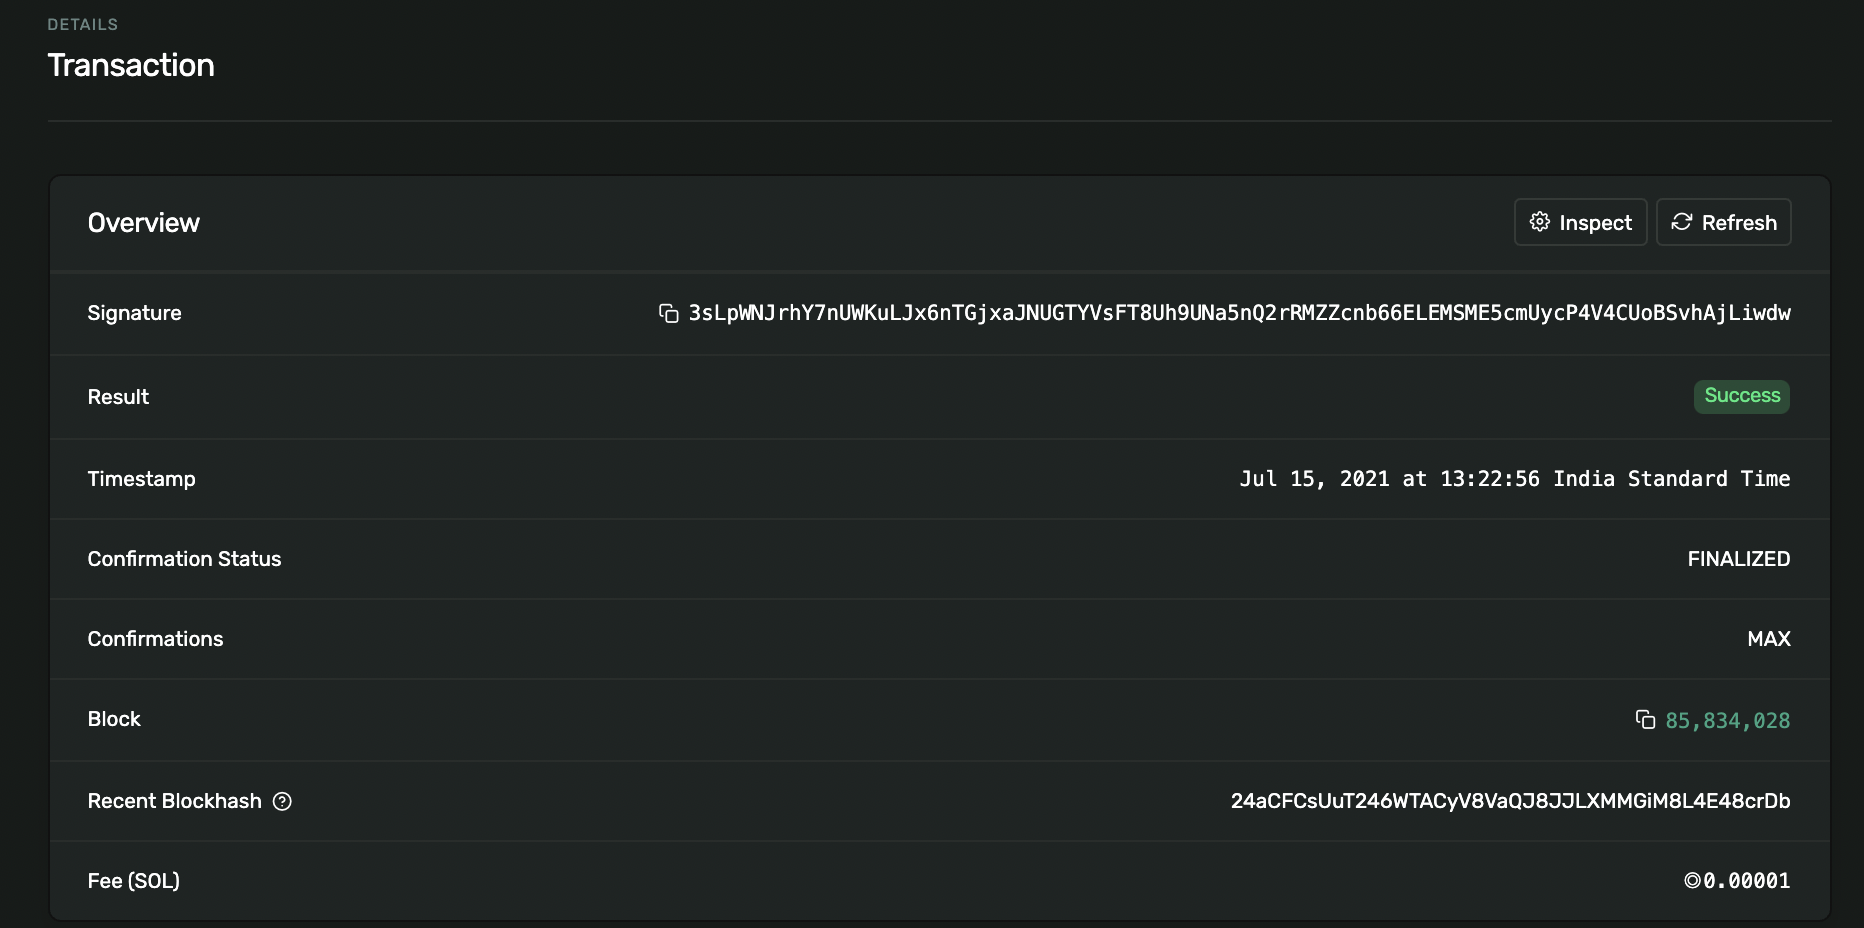 DETAILS
Transaction
Overview
Inspect
Refresh
Signature
3sLpWNJrhY7nUWKuLJx6nTGjxaJNUGTYVsFT8Uh9UNa5nQ2rRMZZcnb66ELEMSME5cmUycP4V4CUoBSvhAjLiwdw
Result
Success
Timestamp
Jul 15, 2021 at 13:22:56 India Standard Time
Confirmation Status
FINALIZED
Confirmations
MAX
Block
85,834,028
Recent Blockhash
24aCFCsUuT246WTACyV8VaQJ8JJLXMMGiM8L4E48crDb
Fee (SOL)
◎0.00001